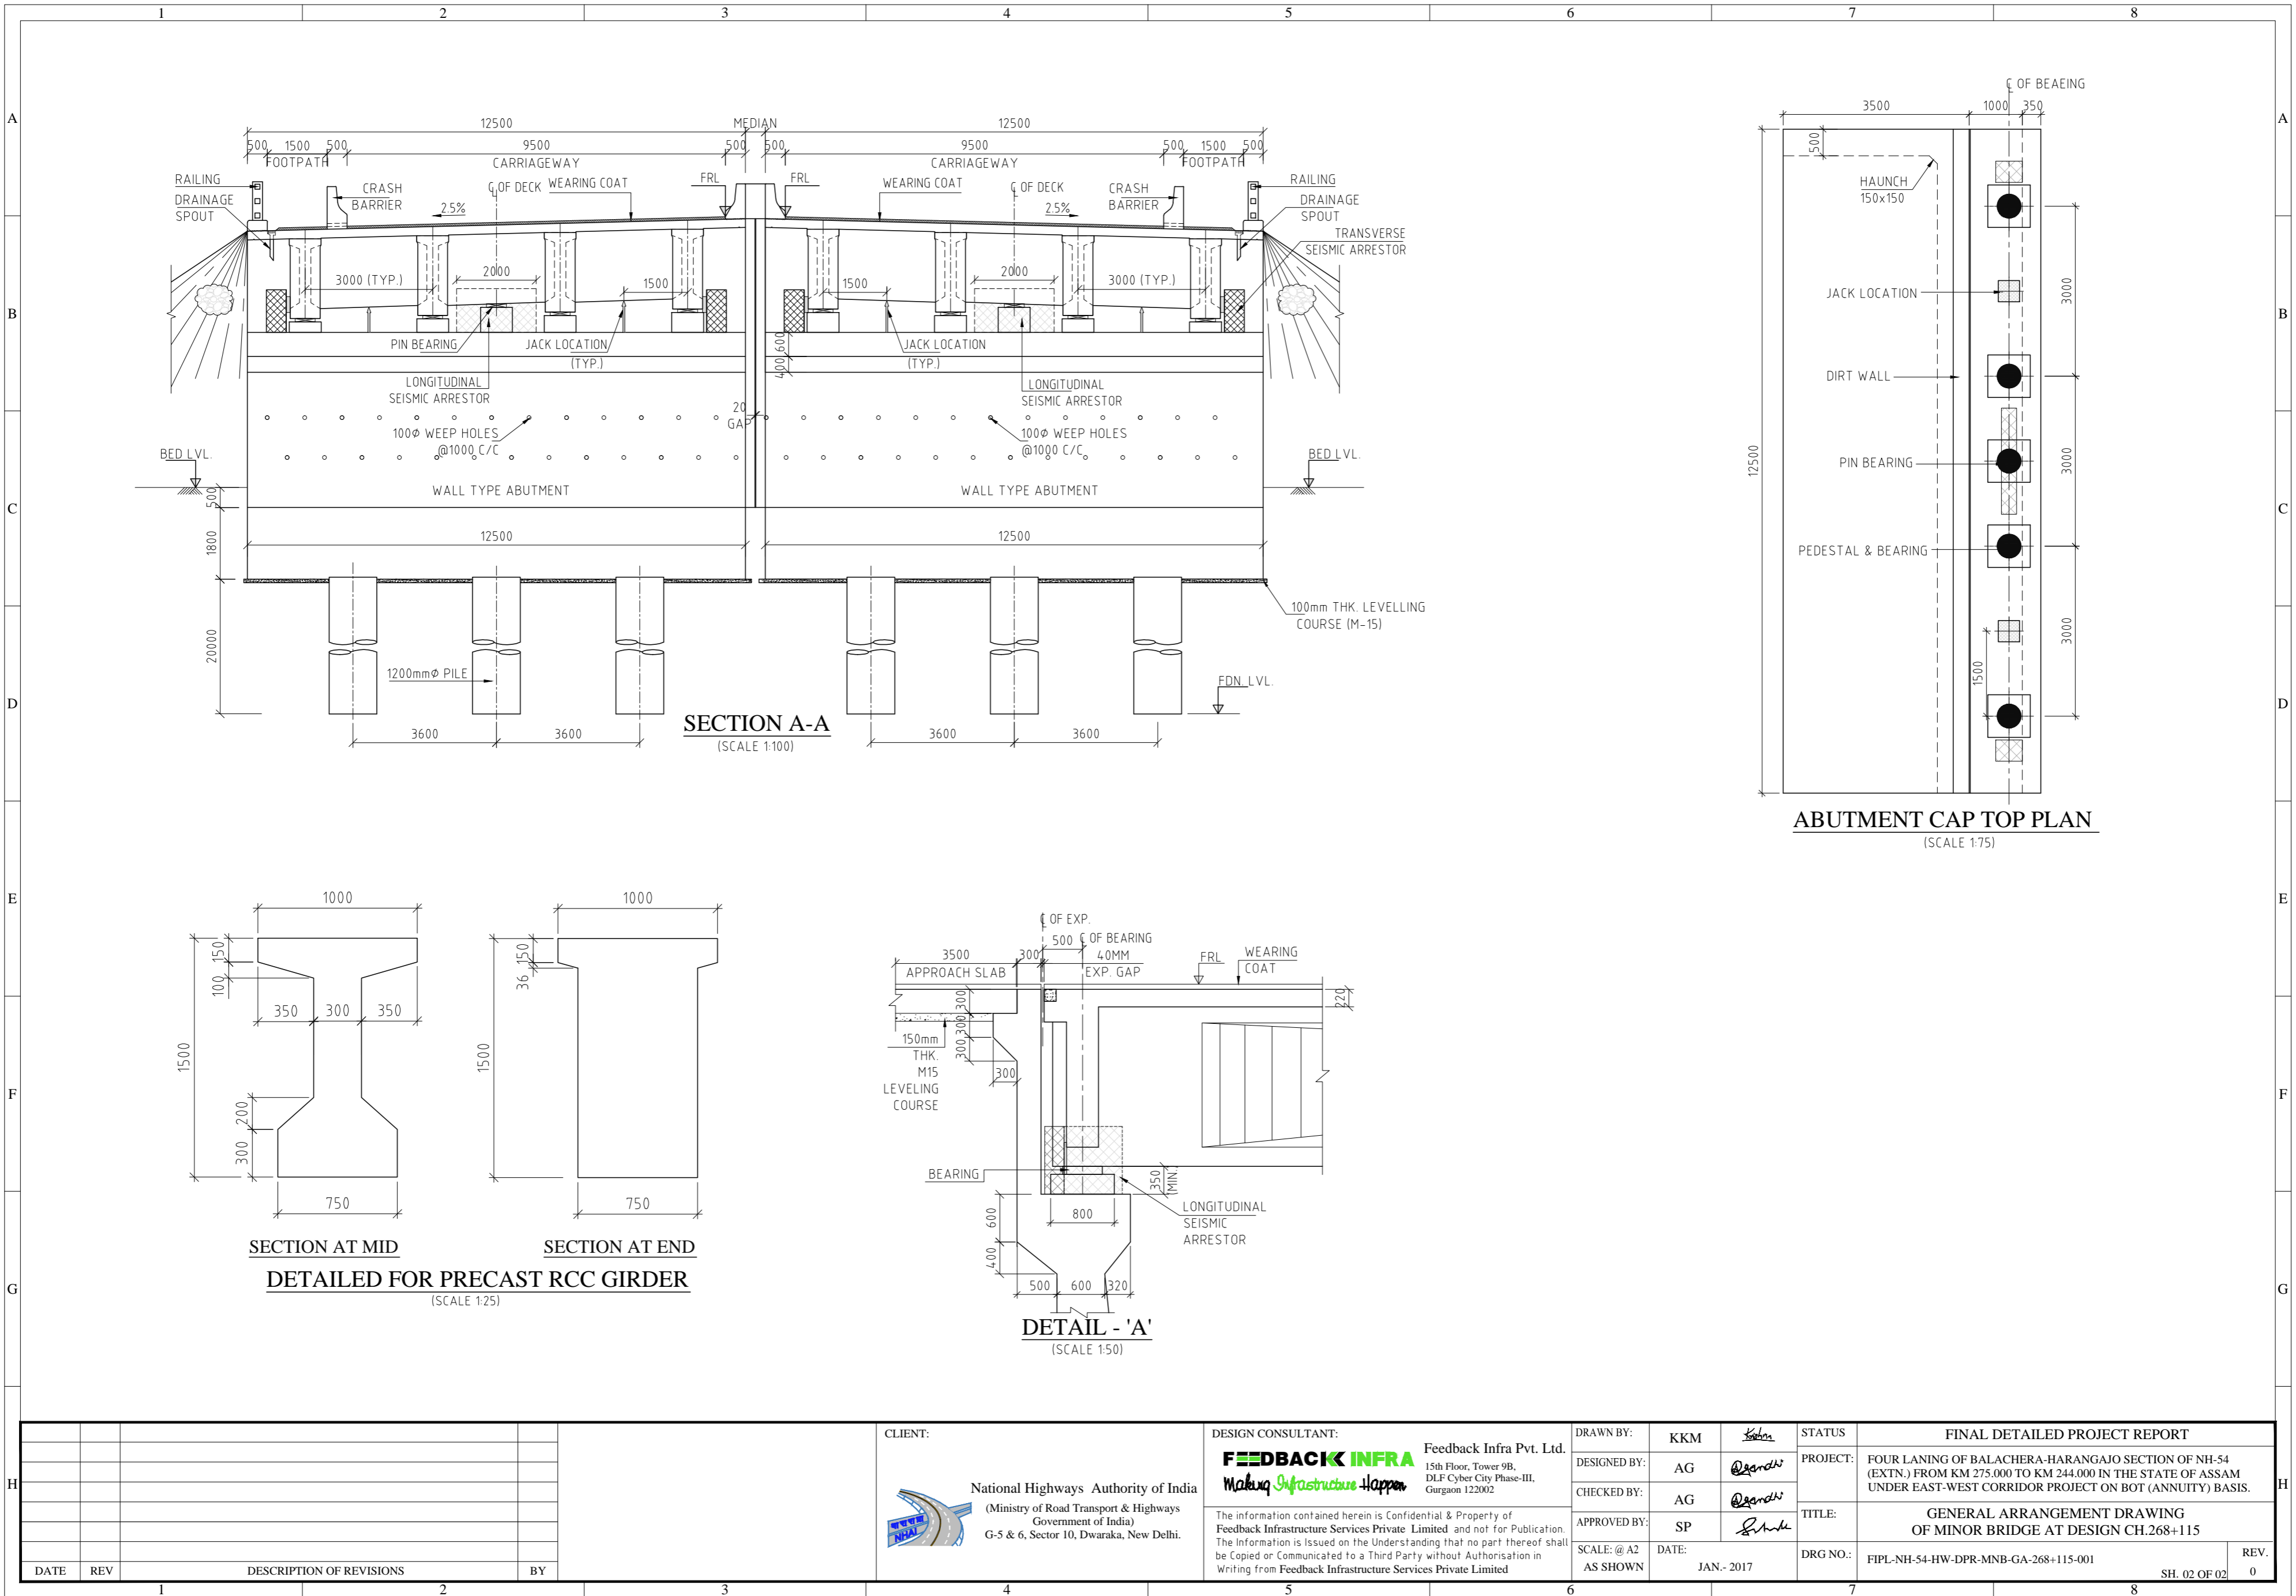 1 2 3 4 5 6 7 8
A B C D E F G H
A B C D E F G H
12500 MEDIAN 12500
500 1500 500 9500 500 500 9500 500 1500 500
FOOTPATH CARRIAGEWAY CARRIAGEWAY FOOTPATH
RAILING
DRAINAGE
SPOUT
CRASH
BARRIER
℄ OF DECK
WEARING COAT
2.5%
FRL
FRL
WEARING COAT
℄ OF DECK
2.5%
CRASH
BARRIER
RAILING
DRAINAGE
SPOUT
TRANSVERSE
SEISMIC ARRESTOR
3000 (TYP.)
2000
1500
1500
2000
3000 (TYP.)
PIN BEARING
JACK LOCATION
(TYP.)
400 600
JACK LOCATION
(TYP.)
LONGITUDINAL
SEISMIC ARRESTOR
LONGITUDINAL
SEISMIC ARRESTOR
20
GAP
100Ø WEEP HOLES
@1000 C/C
100Ø WEEP HOLES
@1000 C/C
BED LVL.
BED LVL.
WALL TYPE ABUTMENT
WALL TYPE ABUTMENT
500
1800
20000
12500
12500
100mm THK. LEVELLING
COURSE (M-15)
1200mmØ PILE
FDN. LVL.
3600 3600
3600 3600
SECTION A-A
(SCALE 1:100)
℄ OF BEAEING
3500 1000 350
500
HAUNCH
150x150
JACK LOCATION
DIRT WALL
PIN BEARING
PEDESTAL & BEARING
12500
3000
3000
3000
1500
ABUTMENT CAP TOP PLAN
(SCALE 1:75)
1000
150
100
350 300 350
1500
200
300
750
SECTION AT MID
1000
150
36
1500
750
SECTION AT END
DETAILED FOR PRECAST RCC GIRDER
(SCALE 1:25)
℄ OF EXP.
500 ℄ OF BEARING
3500 300 40MM
APPROACH SLAB EXP. GAP
FRL
WEARING
COAT
220
300
300
300
300
150mm
THK.
M15
LEVELING
COURSE
BEARING
350
(MIN.)
800
LONGITUDINAL
SEISMIC
ARRESTOR
600
400
500 600 320
DETAIL - 'A'
(SCALE 1:50)
DATE REV DESCRIPTION OF REVISIONS BY
CLIENT:
NHAI
National Highways Authority of India
(Ministry of Road Transport & Highways
Government of India)
G-5 & 6, Sector 10, Dwaraka, New Delhi.
DESIGN CONSULTANT:
FEEDBACK INFRA
Making Infrastructure Happen
Feedback Infra Pvt. Ltd.
15th Floor, Tower 9B,
DLF Cyber City Phase-III,
Gurgaon 122002
The information contained herein is Confidential & Property of
Feedback Infrastructure Services Private Limited and not for Publication.
The Information is Issued on the Understanding that no part thereof shall
be Copied or Communicated to a Third Party without Authorisation in
Writing from Feedback Infrastructure Services Private Limited
DRAWN BY: KKM
DESIGNED BY: AG
CHECKED BY: AG
APPROVED BY: SP
SCALE: @ A2
AS SHOWN
DATE:
JAN.- 2017
STATUS FINAL DETAILED PROJECT REPORT
PROJECT: FOUR LANING OF BALACHERA-HARANGAJO SECTION OF NH-54
(EXTN.) FROM KM 275.000 TO KM 244.000 IN THE STATE OF ASSAM
UNDER EAST-WEST CORRIDOR PROJECT ON BOT (ANNUITY) BASIS.
TITLE: GENERAL ARRANGEMENT DRAWING
OF MINOR BRIDGE AT DESIGN CH.268+115
DRG NO.: FIPL-NH-54-HW-DPR-MNB-GA-268+115-001
SH. 02 OF 02
REV.
0
1 2 3 4 5 6 7 8